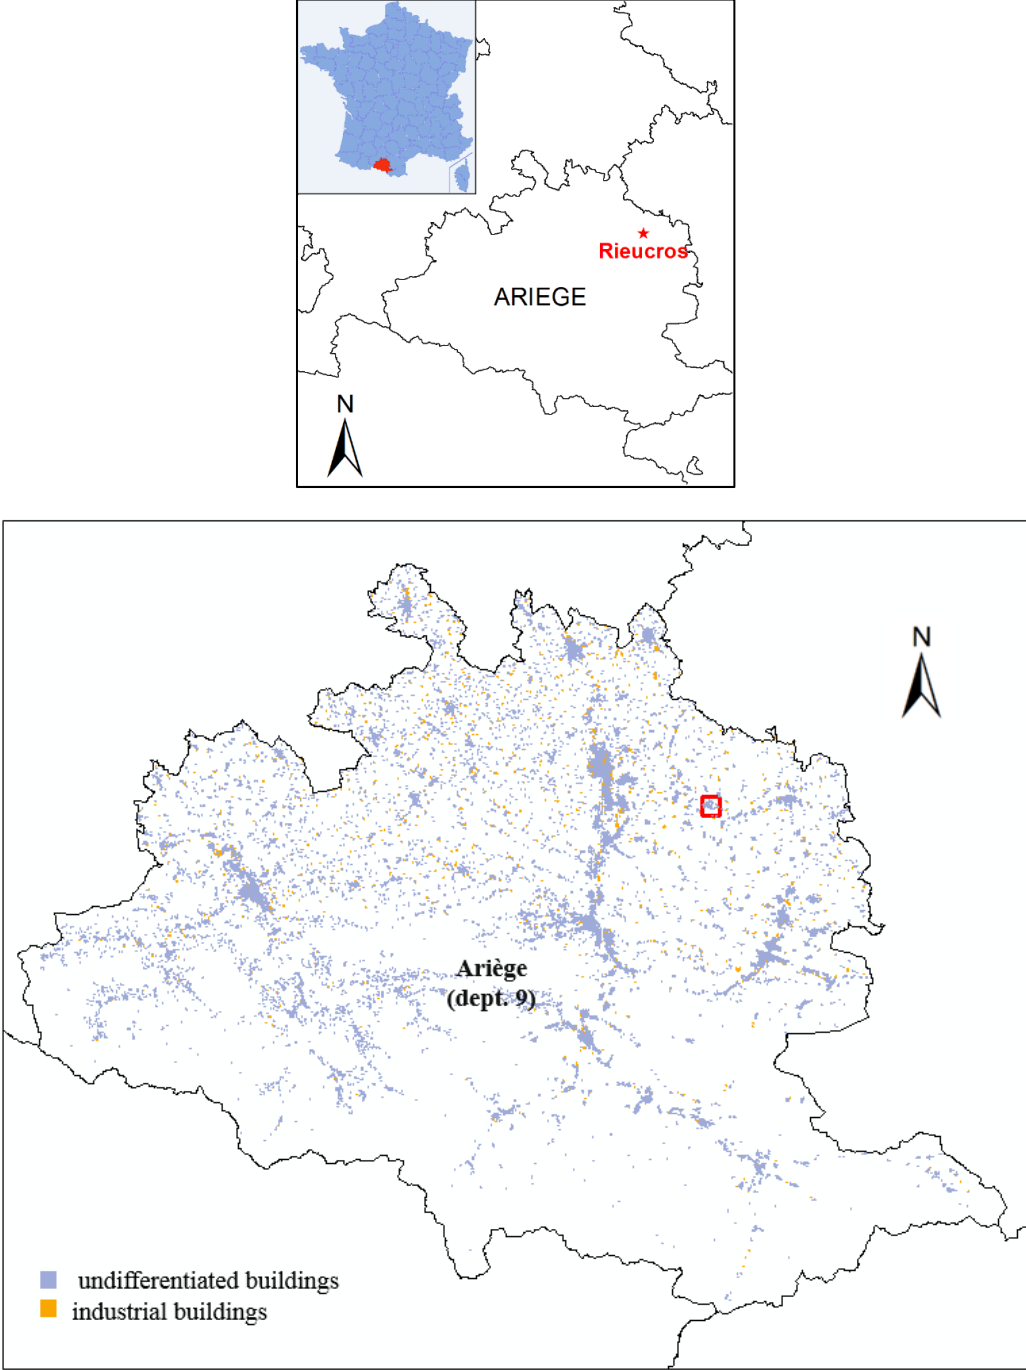 Rieucros
ARIEGE
N
N
Ariège
(dept. 9)
undifferentiated buildings
industrial buildings